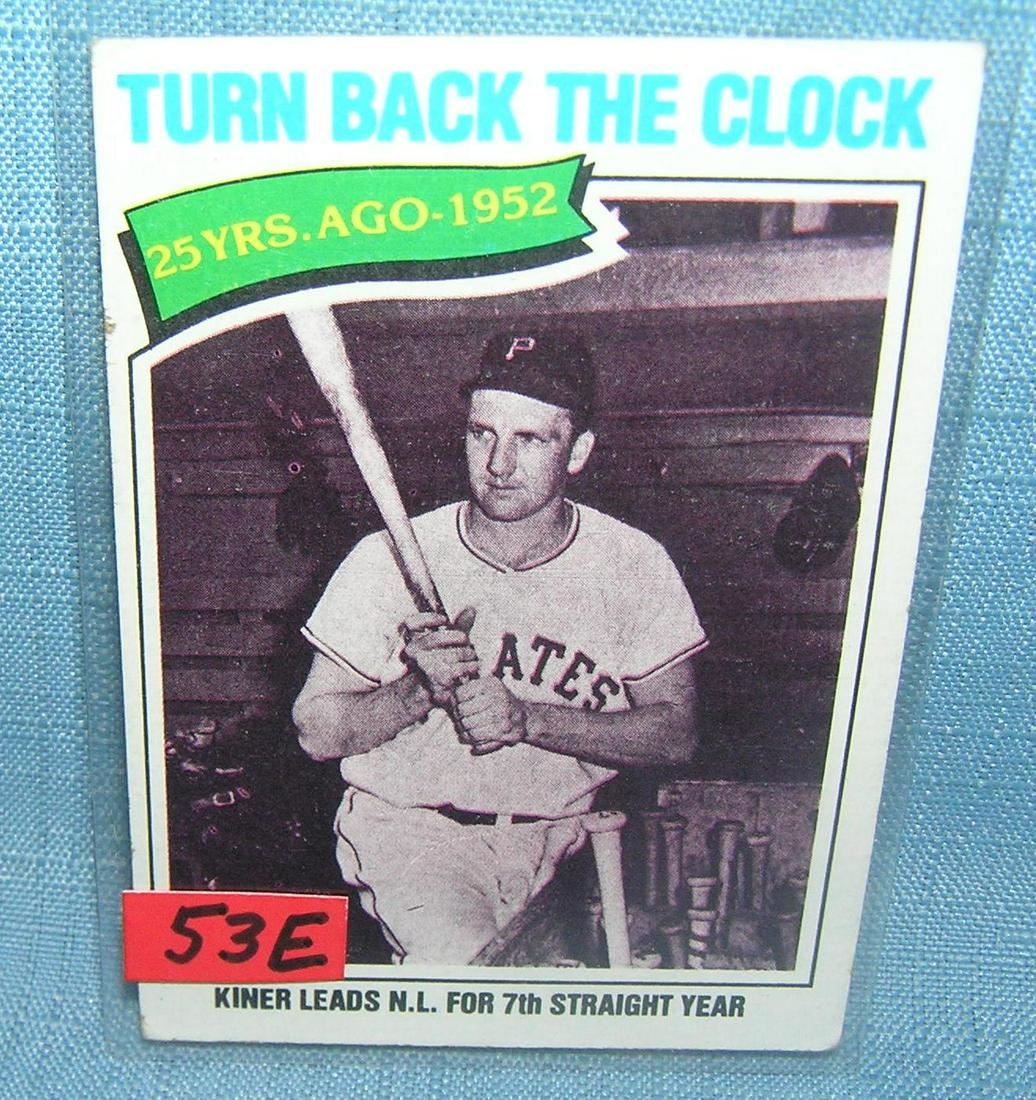 TURN BACK THE CLOCK
25 YRS. AGO-1952
P
ATES
53E
KINER LEADS N.L. FOR 7th STRAIGHT YEAR